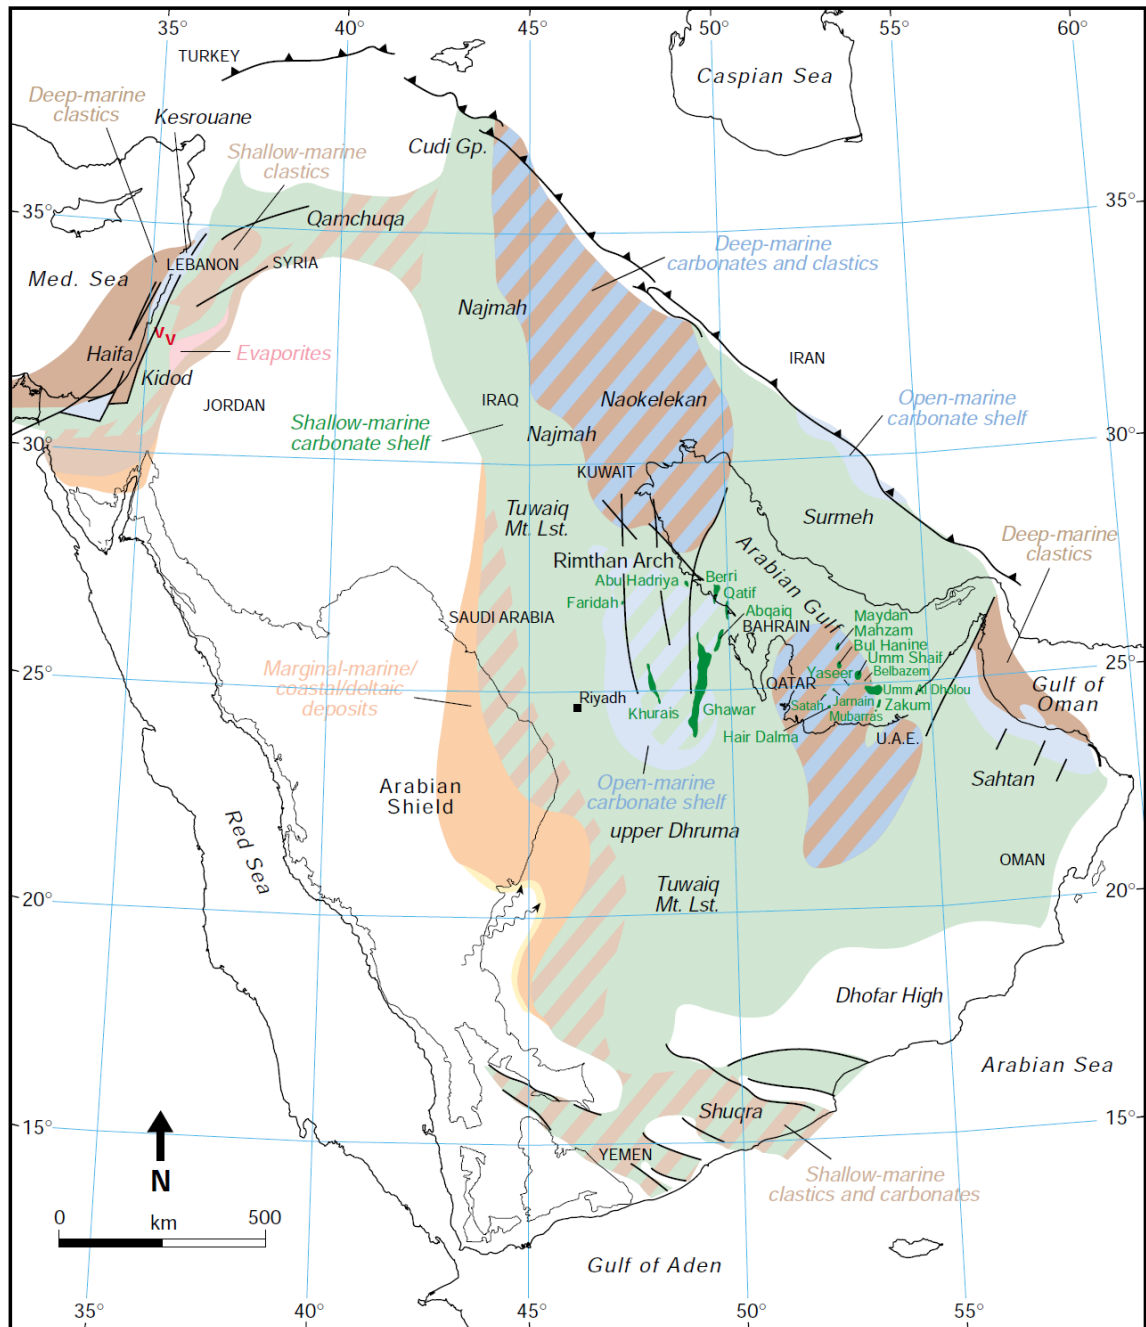 35°
40°
45°
50°
55°
60°
TURKEY
Caspian Sea
Deep-marine
clastics
Kesrouane
Cudi Gp.
Shallow-marine
clastics
35°
35°
Qamchuqa
Deep-marine
carbonates and clastics
LEBANON
SYRIA
Med. Sea
Najmah
V
V
Haifa
Evaporites
IRAN
Kidod
JORDAN
IRAQ
Naokelekan
Open-marine
carbonate shelf
Shallow-marine
carbonate shelf
Najmah
30°
30°
KUWAIT
Tuwaiq
Mt. Lst.
Surmeh
Deep-marine
clastics
Rimthan Arch
Arabian Gulf
Abu Hadriya
Berri
Qatif
Faridah
Abqaiq
SAUDI ARABIA
BAHRAIN
Maydan
Mahzam
Bul Hanine
Umm Shaif
Belbazem
Yaseer
25°
25°
Marginal-marine/
coastal/deltaic
deposits
QATAR
Umm Al Dholou
Gulf of
Oman
Riyadh
Satah
Jarnain
Zakum
Khurais
Ghawar
Mubarras
Hair Dalma
U.A.E.
Arabian
Shield
Open-marine
carbonate shelf
Sahtan
upper Dhruma
Red Sea
OMAN
Tuwaiq
Mt. Lst.
20°
20°
Dhofar High
Arabian Sea
Shuqra
15°
15°
YEMEN
N
Shallow-marine
clastics and carbonates
0
km
500
Gulf of Aden
35°
40°
45°
50°
55°